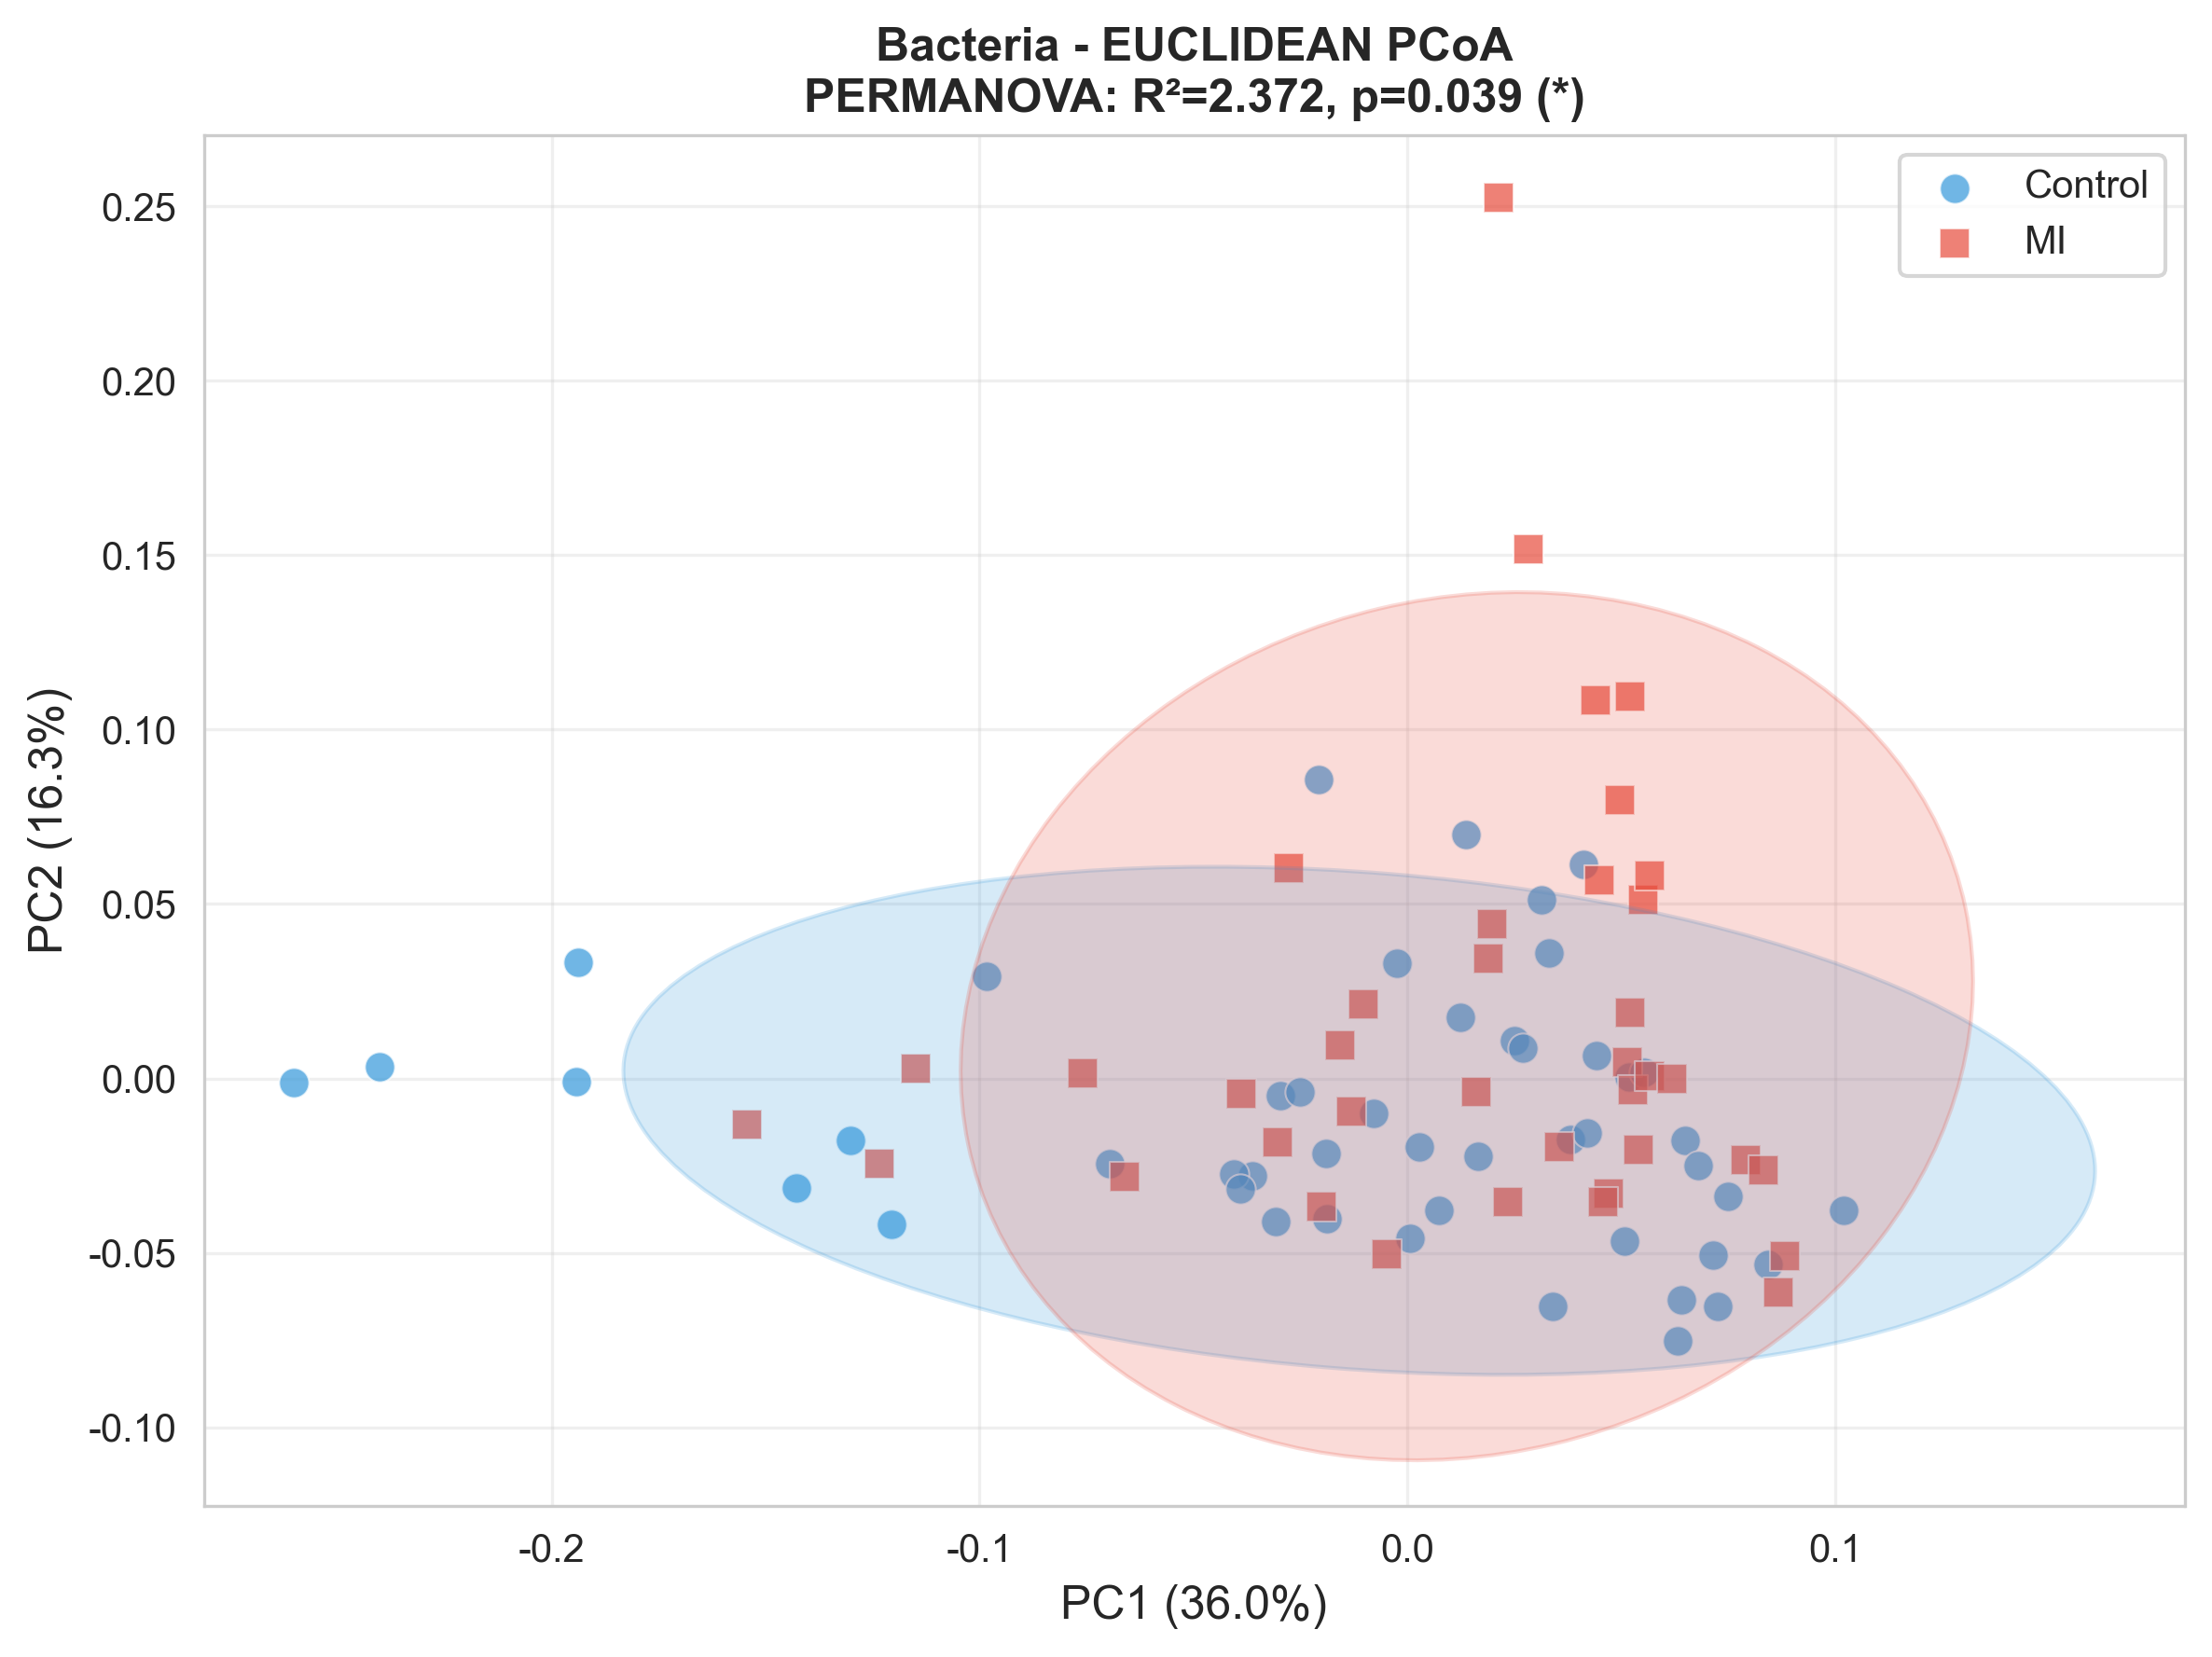 Bacteria - EUCLIDEAN PCoA
PERMANOVA: R²=2.372, p=0.039 (*)
Control
MI
PC2 (16.3%)
0.25
0.20
0.15
0.10
0.05
0.00
-0.05
-0.10
-0.2
-0.1
0.0
0.1
PC1 (36.0%)